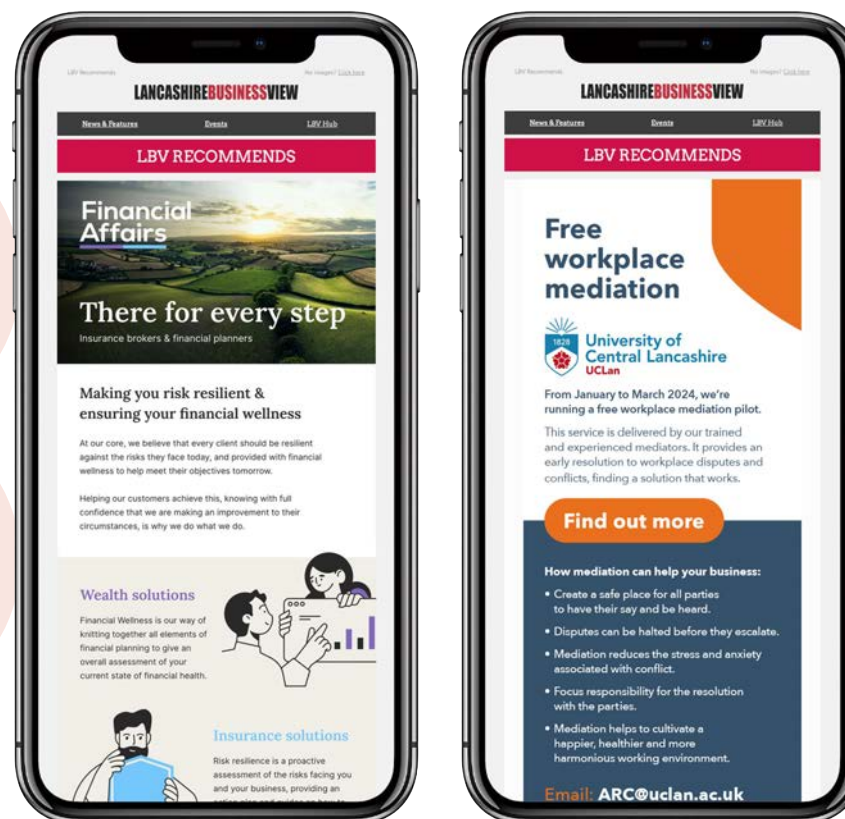 LBV Recommends
No images? Click here
LANCASHIREBUSINESSVIEW
News & Features
Events
LBV Hub
LBV RECOMMENDS
Financial
Affairs
There for every step
Insurance brokers & financial planners
Making you risk resilient &
ensuring your financial wellness
At our core, we believe that every client should be resilient
against the risks they face today, and provided with financial
wellness to help meet their objectives tomorrow.
Helping our customers achieve this, knowing with full
confidence that we are making an improvement to their
circumstances, is why we do what we do.
Wealth solutions
Financial Wellness is our way of
knitting together all elements of
financial planning to give an
overall assessment of your
current state of financial health.
Insurance solutions
Risk resilience is a proactive
assessment of the risks facing you
and your business, providing an
LBV Recommends
No images? Click here
LANCASHIREBUSINESSVIEW
News & Features
Events
LBV Hub
LBV RECOMMENDS
Free
workplace
mediation
1828
University of
Central Lancashire
UCLan
From January to March 2024, we're
running a free workplace mediation pilot.
This service is delivered by our trained
and experienced mediators. It provides an
early resolution to workplace disputes and
conflicts, finding a solution that works.
Find out more
How mediation can help your business:
• Create a safe place for all parties
to have their say and be heard.
• Disputes can be halted before they escalate.
• Mediation reduces the stress and anxiety
associated with conflict.
• Focus responsibility for the resolution
with the parties.
• Mediation helps to cultivate a
happier, healthier and more
harmonious working environment.
Email: ARC@uclan.ac.uk